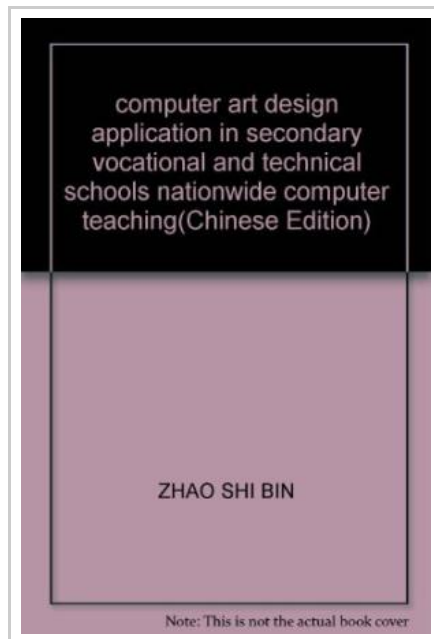 computer art design
application in secondary
vocational and technical
schools nationwide computer
teaching(Chinese Edition)
ZHAO SHI BIN
Note: This is not the actual book cover